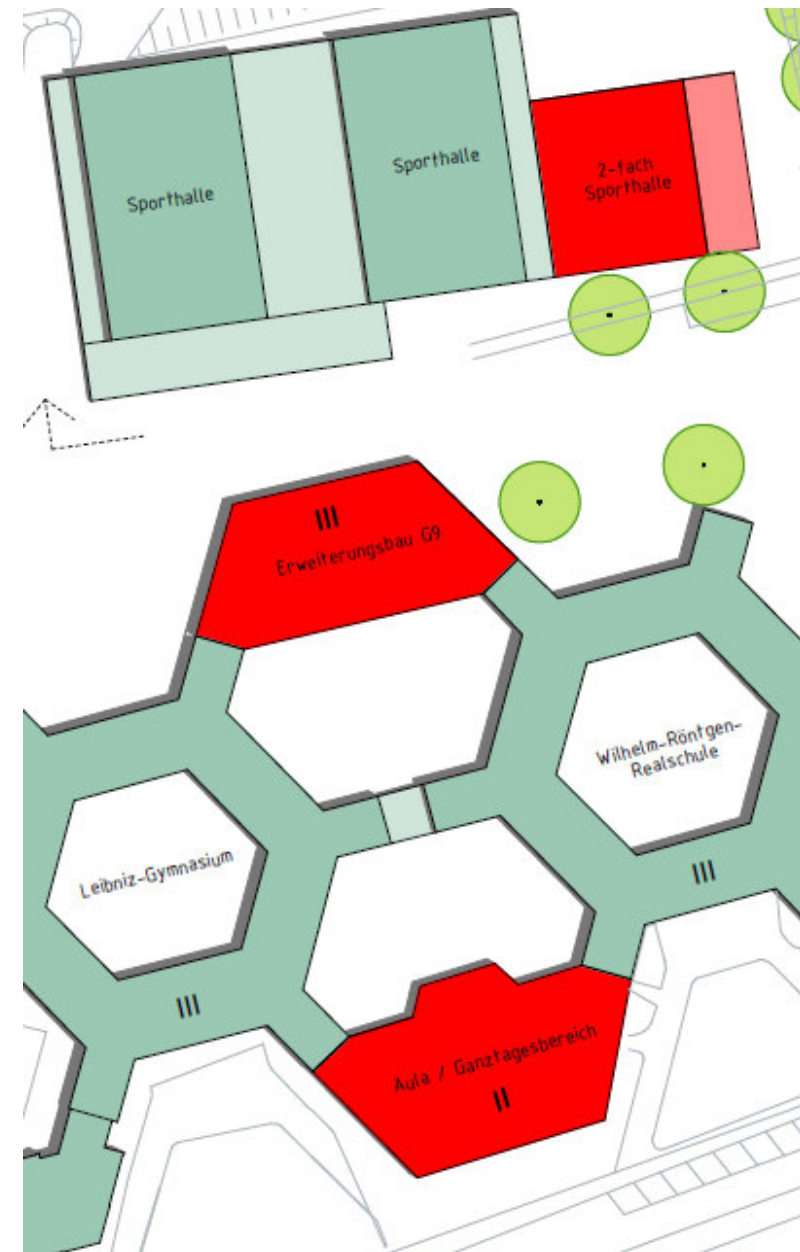 Sporthalle
Sporthalle
2-fach
Sporthalle
III
Erweiterungsbau G9
Wilhelm-Röntgen-
Realschule
Leibniz-Gymnasium
III
III
Aula / Ganztagesbereich
II